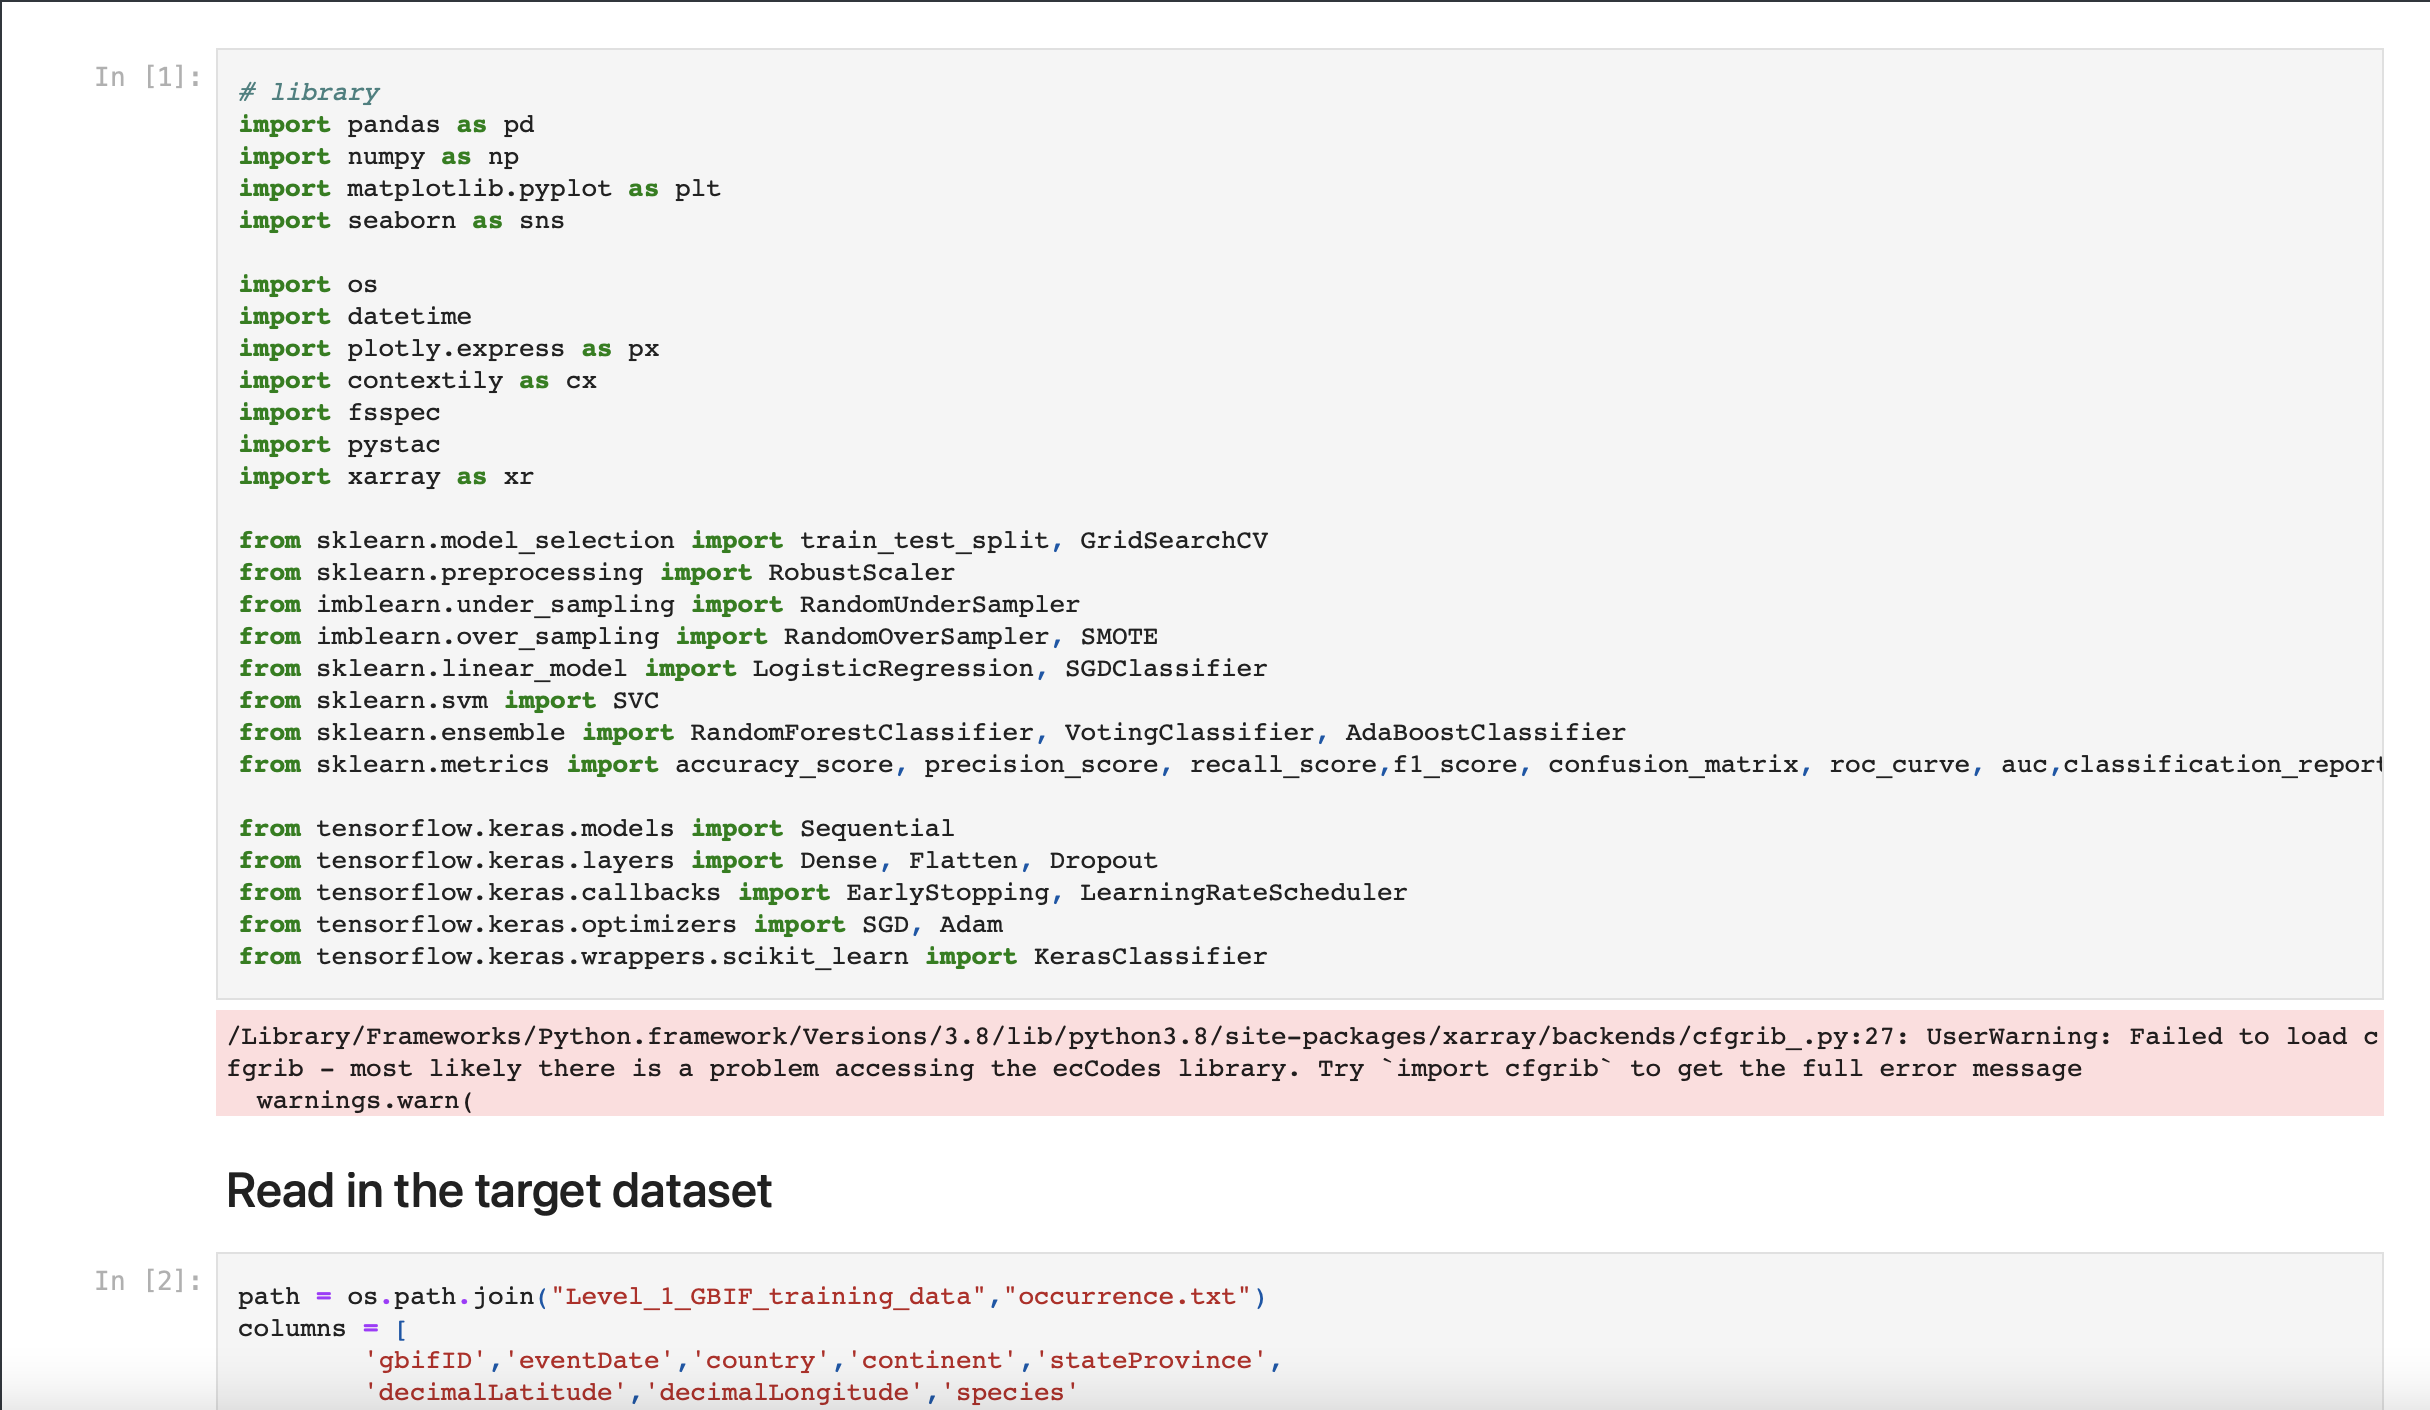 In [1]:
# library
import pandas as pd
import numpy as np
import matplotlib.pyplot as plt
import seaborn as sns
import os
import datetime
import plotly.express as px
import contextily as cx
import fsspec
import pystac
import xarray as xr
from sklearn.model_selection import train_test_split, GridSearchCV
from sklearn.preprocessing import RobustScaler
from imblearn.under_sampling import RandomUnderSampler
from imblearn.over_sampling import RandomOverSampler, SMOTE
from sklearn.linear_model import LogisticRegression, SGDClassifier
from sklearn.svm import SVC
from sklearn.ensemble import RandomForestClassifier, VotingClassifier, AdaBoostClassifier
from sklearn.metrics import accuracy_score, precision_score, recall_score,f1_score, confusion_matrix, roc_curve, auc,classification_report
from tensorflow.keras.models import Sequential
from tensorflow.keras.layers import Dense, Flatten, Dropout
from tensorflow.keras.callbacks import EarlyStopping, LearningRateScheduler
from tensorflow.keras.optimizers import SGD, Adam
from tensorflow.keras.wrappers.scikit_learn import KerasClassifier
/Library/Frameworks/Python.framework/Versions/3.8/lib/python3.8/site-packages/xarray/backends/cfgrib_.py:27: UserWarning: Failed to load c
fgrib - most likely there is a problem accessing the ecCodes library. Try `import cfgrib` to get the full error message
  warnings.warn(
Read in the target dataset
In [2]:
path = os.path.join("Level_1_GBIF_training_data","occurrence.txt")
columns = [
        'gbifID','eventDate','country','continent','stateProvince',
        'decimalLatitude','decimalLongitude','species'